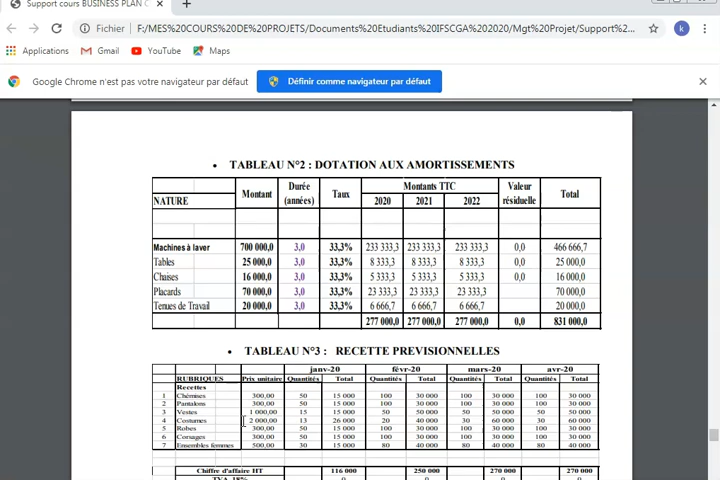 Support cours BUSINESS PLAN C
Fichier | F:/MES%20COURS%20DE%20PROJETS/Documents%20Etudiants%20IFSCGA%202020/Mgt%20Projet/Support%2...
k
Applications Gmail YouTube Maps
Google Chrome n'est pas votre navigateur par défaut Définir comme navigateur par défaut
• TABLEAU N°2 : DOTATION AUX AMORTISSEMENTS
NATURE Montant Durée (années) Taux Montants TTC Valeur résiduelle Total
2020 2021 2022
Machines à laver 700 000,0 3,0 33,3% 233 333,3 233 333,3 233 333,3 0,0 466 666,7
Tables 25 000,0 3,0 33,3% 8 333,3 8 333,3 8 333,3 0,0 25 000,0
Chaises 16 000,0 3,0 33,3% 5 333,3 5 333,3 5 333,3 0,0 16 000,0
Placards 70 000,0 3,0 33,3% 23 333,3 23 333,3 23 333,3 70 000,0
Tenues de Travail 20 000,0 3,0 33,3% 6 666,7 6 666,7 6 666,7 20 000,0
277 000,0 277 000,0 277 000,0 0,0 831 000,0
• TABLEAU N°3 : RECETTE PREVISIONNELLES
janv-20 févr-20 mars-20 avr-20
RUBRIQUES Prix unitaire Quantités Total Quantités Total Quantités Total Quantités Total
Recettes
1 Chémises 300,00 50 15 000 100 30 000 100 30 000 100 30 000
2 Pantalons 300,00 50 15 000 100 30 000 100 30 000 100 30 000
3 Vestes 1 000,00 15 15 000 50 50 000 50 50 000 50 50 000
4 Costumes 2 000,00 13 26 000 20 40 000 30 60 000 30 60 000
5 Robes 300,00 50 15 000 100 30 000 100 30 000 100 30 000
6 Corsages 300,00 50 15 000 100 30 000 100 30 000 100 30 000
7 Ensembles femmes 500,00 30 15 000 80 40 000 80 40 000 80 40 000
Chiffre d'affaire HT 116 000 250 000 270 000 270 000
TVA 18% 0 0 0 0